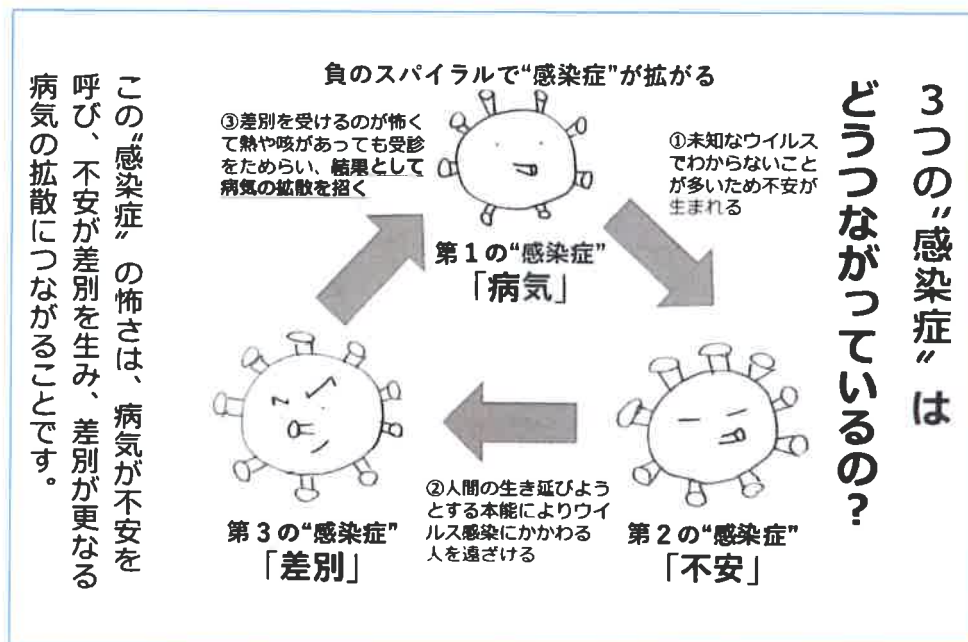 3つの“感染症”は
どうつながっているの?
負のスパイラルで“感染症”が拡がる
①未知なウイルス
でわからないこと
が多いため不安が
生まれる
第1の“感染症”
「病気」
③差別を受けるのが怖く
て熱や咳があっても受診
をためらい、結果として
病気の拡散を招く
第2の“感染症”
「不安」
②人間の生き延びよう
とする本能によりウイ
ルス感染にかかわる
人を遠ざける
第3の“感染症”
「差別」
この“感染症”の怖さは、病気が不安を
呼び、不安が差別を生み、差別が更なる
病気の拡散につながることです。